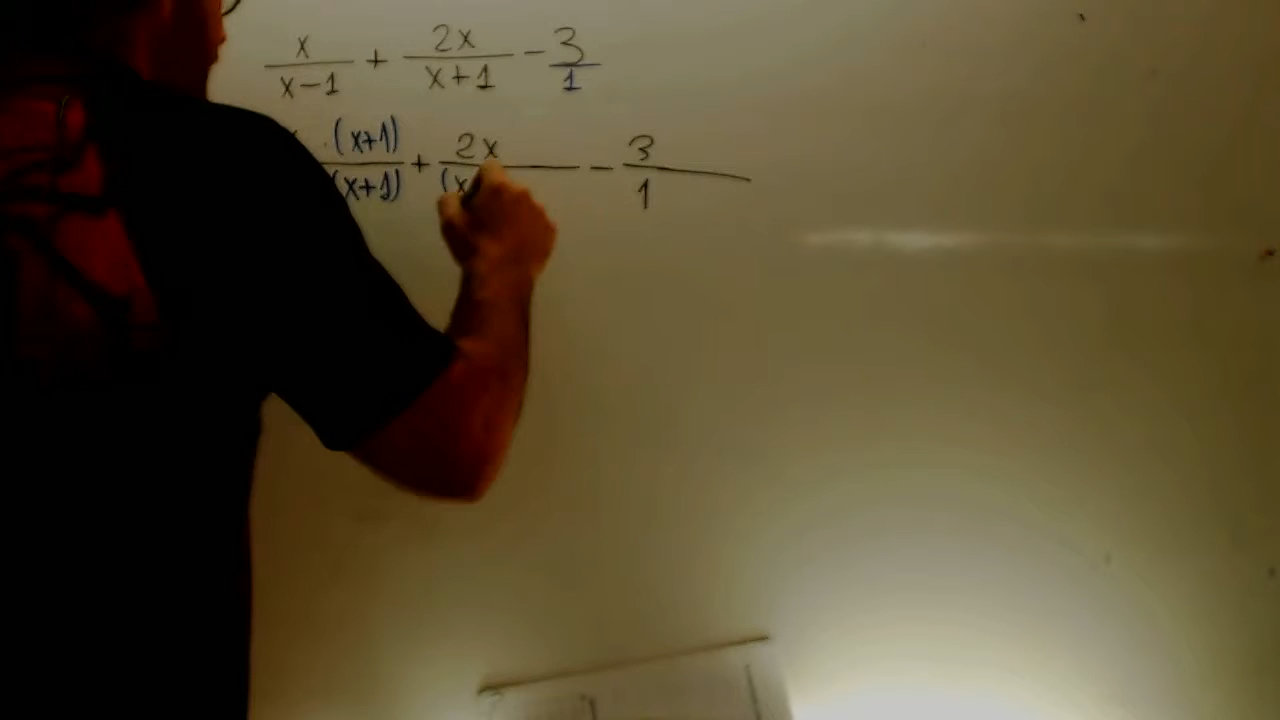 x/(x-1) + 2x/(x+1) - 3/1
·(x+1)/(x+1) + 2x/(x - 3/1